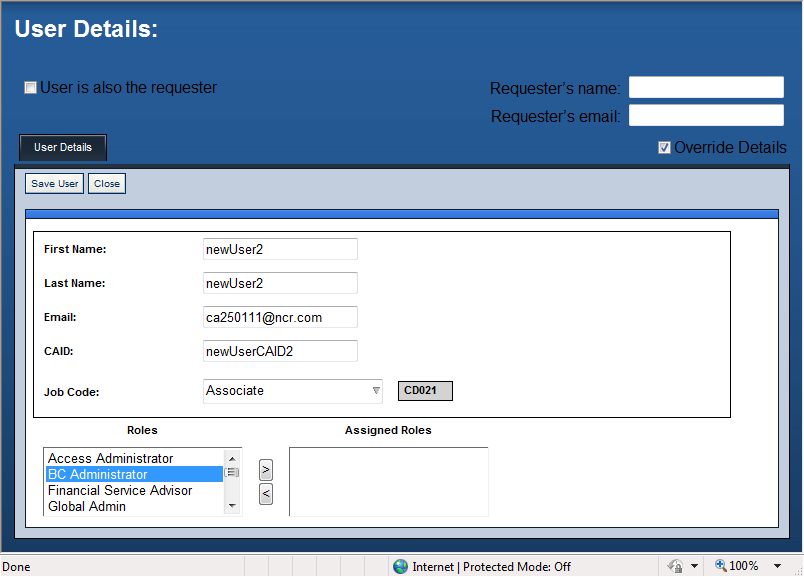 User Details:
User is also the requester
Requester's name:
Requester's email:
User Details
Override Details
Save User Close
First Name: newUser2
Last Name: newUser2
Email: ca250111@ncr.com
CAID: newUserCAID2
Job Code: Associate CD021
Roles Assigned Roles
Access Administrator
BC Administrator
Financial Service Advisor
Global Admin
>
<
Done Internet | Protected Mode: Off 100%